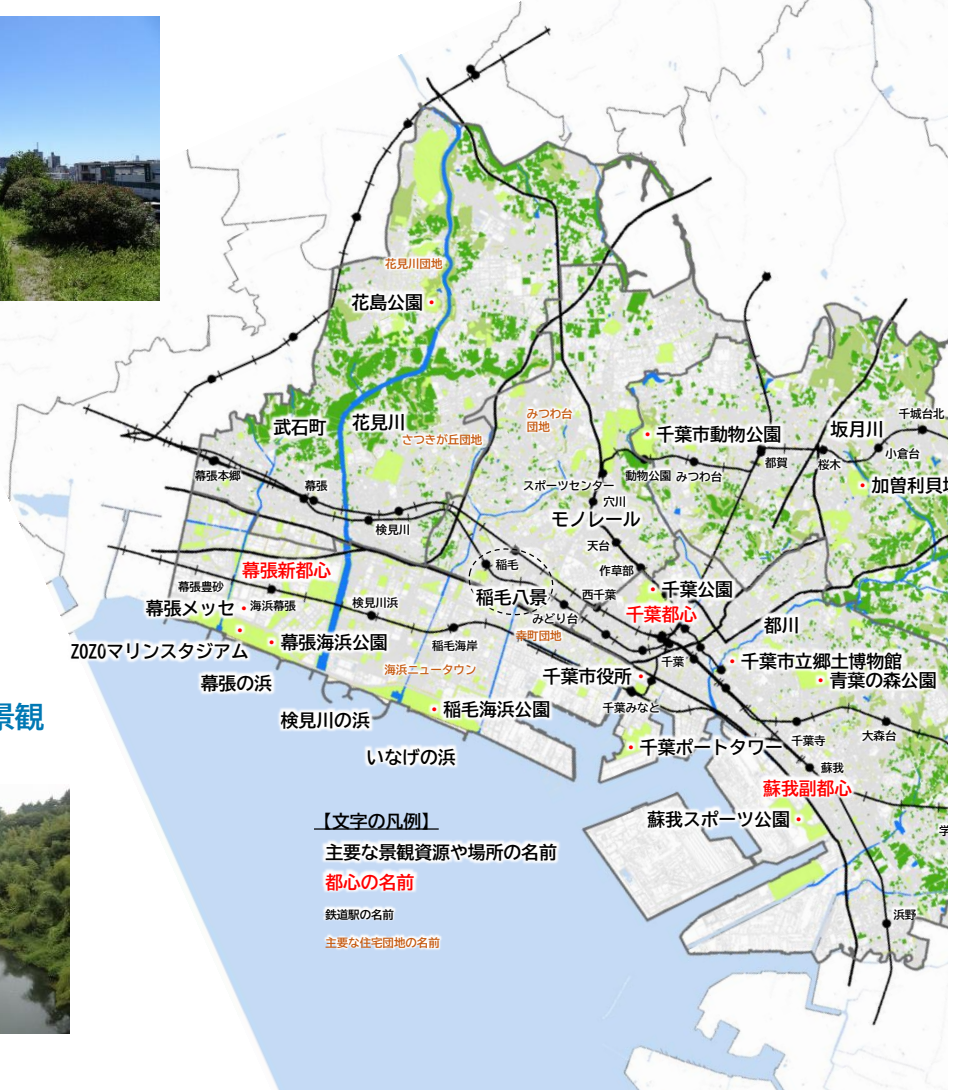 花見川団地
花島公園
武石町
花見川
さつきが丘団地
みつわ台
団地
千葉市動物公園
坂月川
千城台北
小倉台
桜木
都賀
加曽利貝
動物公園
みつわ台
スポーツセンター
穴川
モノレール
天台
作草部
幕張本郷
幕張
検見川
稲毛
稲毛八景
西千葉
みどり台
千葉公園
千葉都心
都川
幕張新都心
幕張豊砂
幕張メッセ
海浜幕張
検見川浜
稲毛海岸
幸町団地
ZOZOマリンスタジアム
幕張海浜公園
海浜ニュータウン
千葉市役所
千葉
千葉市立郷土博物館
青葉の森公園
幕張の浜
千葉みなと
検見川の浜
稲毛海浜公園
いなげの浜
千葉ポートタワー
千葉寺
大森台
蘇我
蘇我副都心
蘇我スポーツ公園
学
浜野
景観
【文字の凡例】
主要な景観資源や場所の名前
都心の名前
鉄道駅の名前
主要な住宅団地の名前